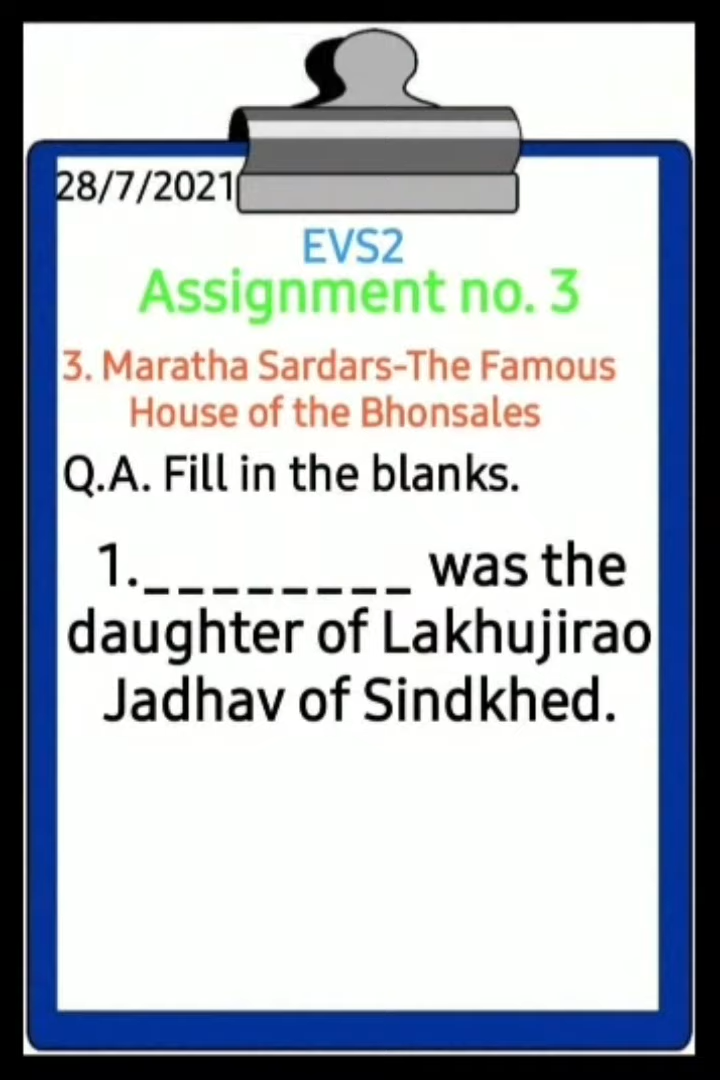 28/7/2021
EVS2
Assignment no. 3
3. Maratha Sardars-The Famous
House of the Bhonsales
Q.A. Fill in the blanks.
1.________ was the
daughter of Lakhujirao
Jadhav of Sindkhed.